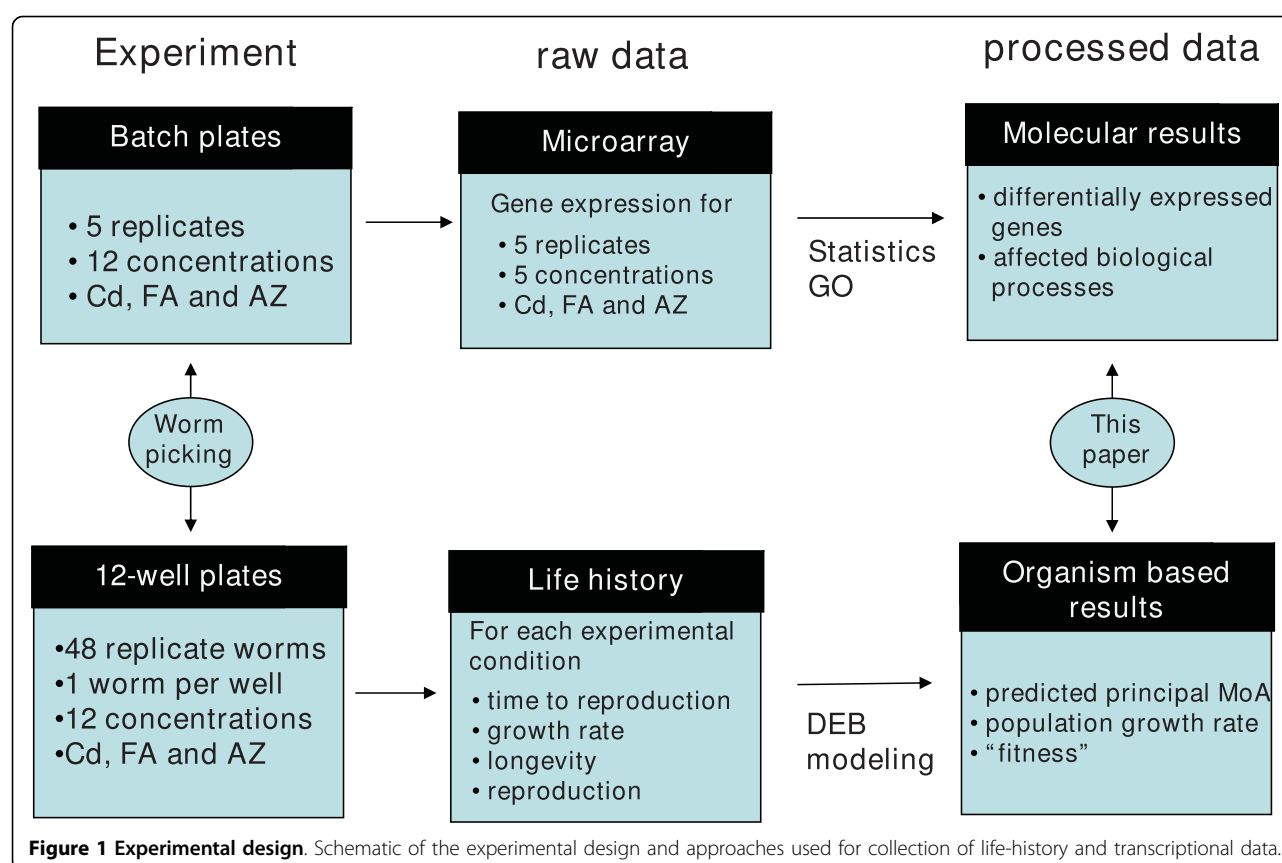 Experiment
raw data
processed data
Batch plates
• 5 replicates
• 12 concentrations
• Cd, FA and AZ
Microarray
Gene expression for
• 5 replicates
• 5 concentrations
• Cd, FA and AZ
Statistics
GO
Molecular results
• differentially expressed
genes
• affected biological
processes
Worm
picking
This
paper
12-well plates
•48 replicate worms
•1 worm per well
•12 concentrations
•Cd, FA and AZ
Life history
For each experimental
condition
• time to reproduction
• growth rate
• longevity
• reproduction
DEB
modeling
Organism based
results
• predicted principal MoA
• population growth rate
• “fitness”
Figure 1 Experimental design. Schematic of the experimental design and approaches used for collection of life-history and transcriptional data.